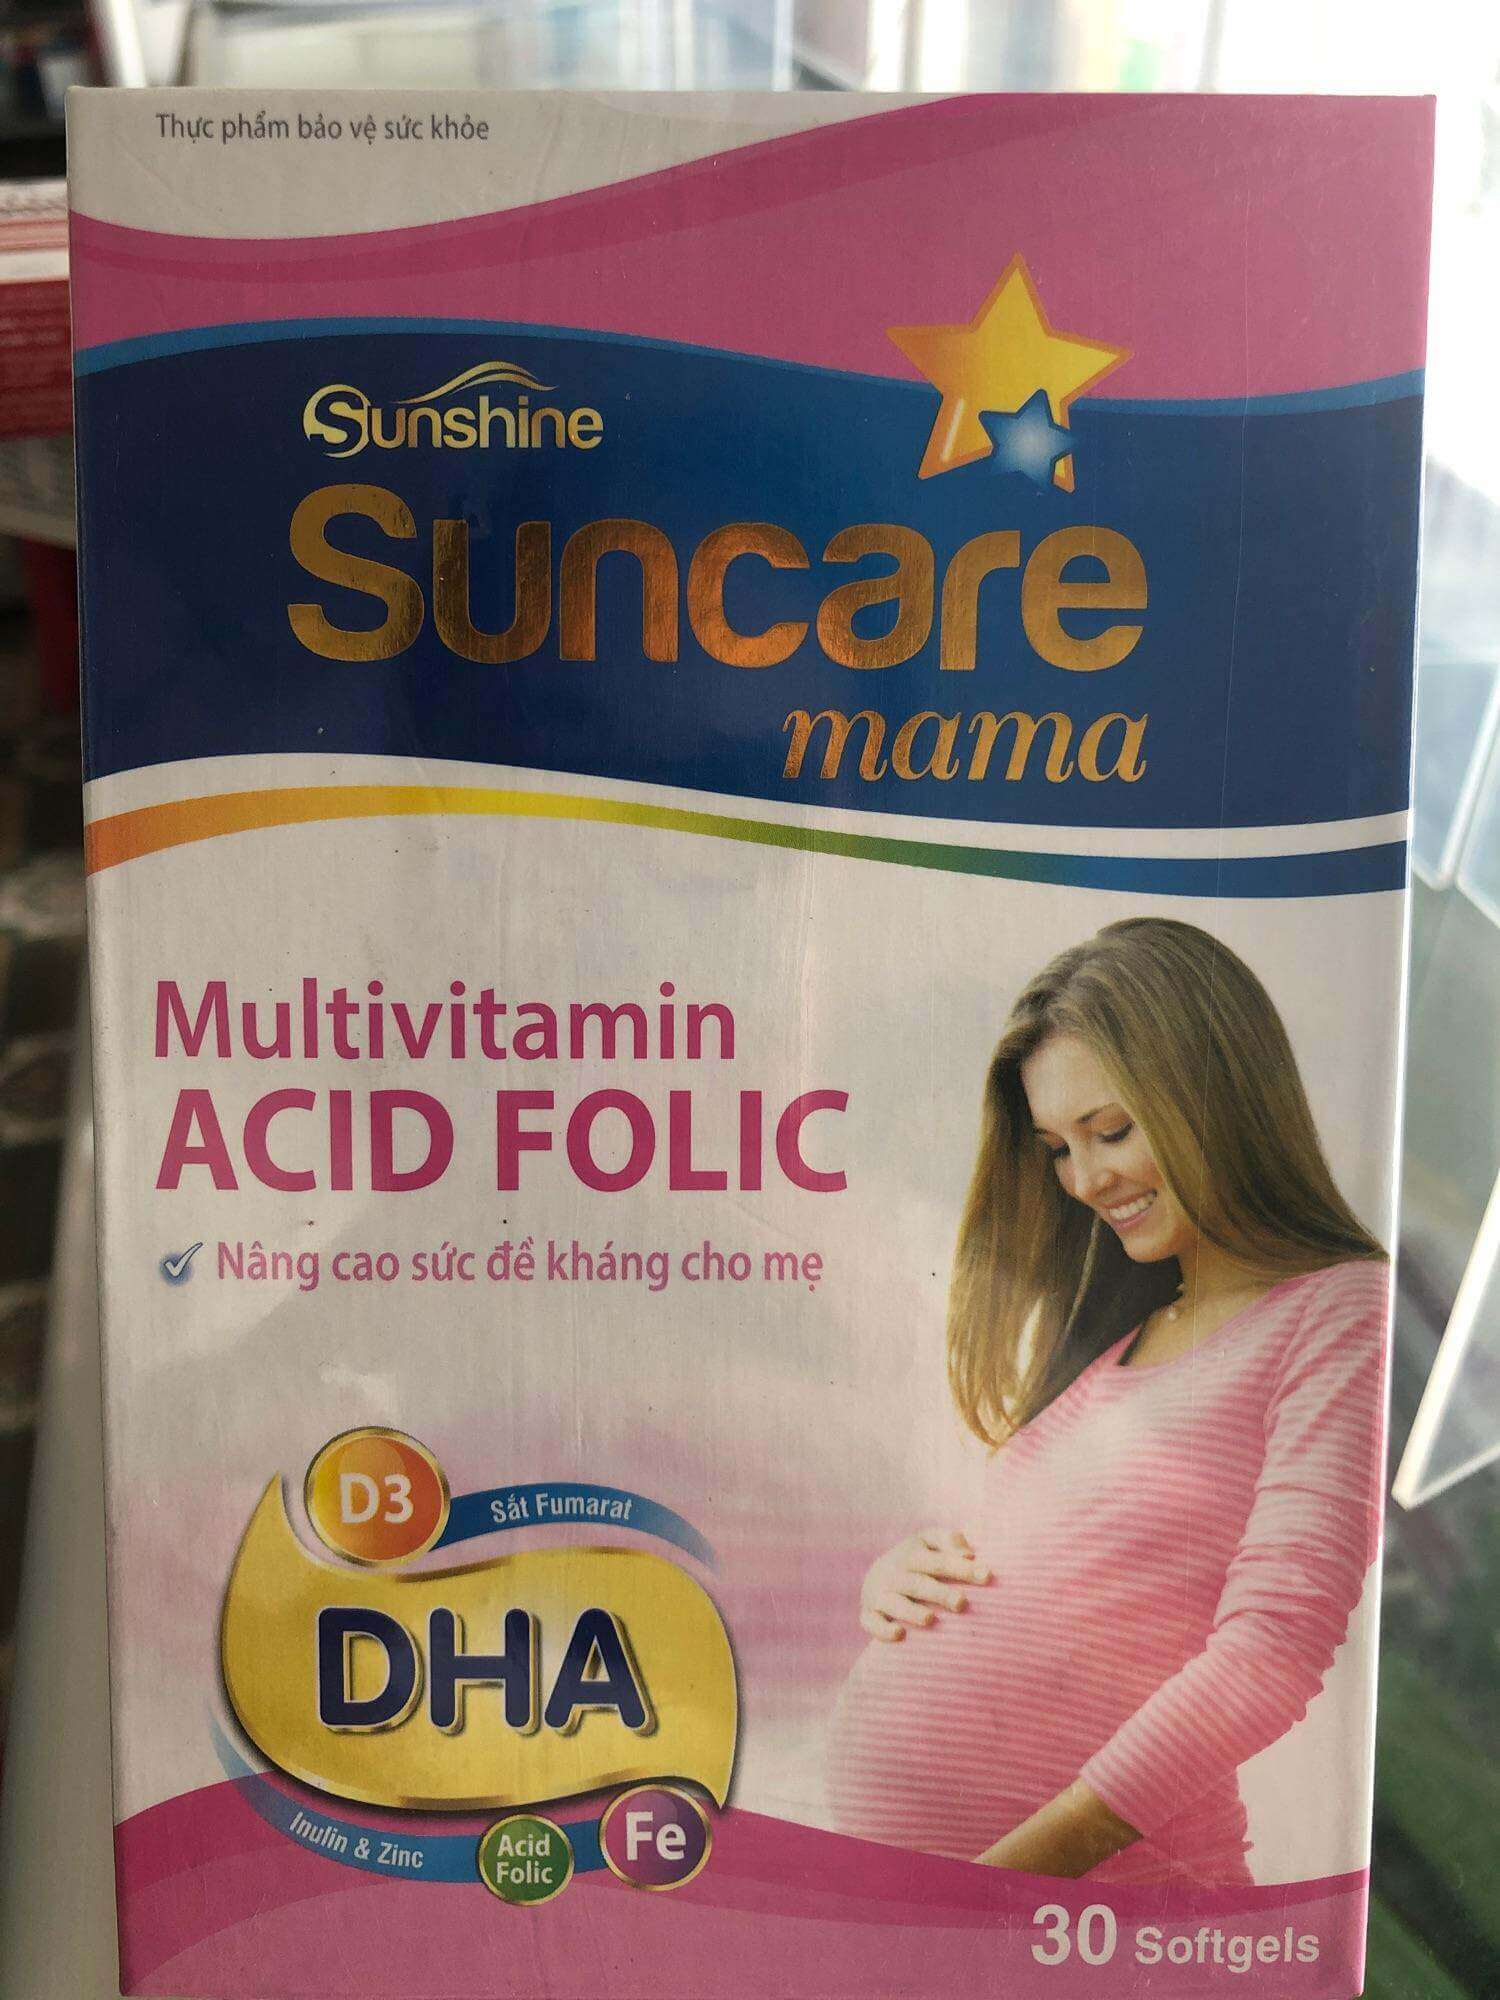 Thực phẩm bảo vệ sức khỏe
Sunshine
Suncare
mama
Multivitamin
ACID FOLIC
Nâng cao sức đề kháng cho mẹ
D3
Sắt Fumarat
DHA
Inulin & Zinc
Acid
Folic
Fe
30 Softgels